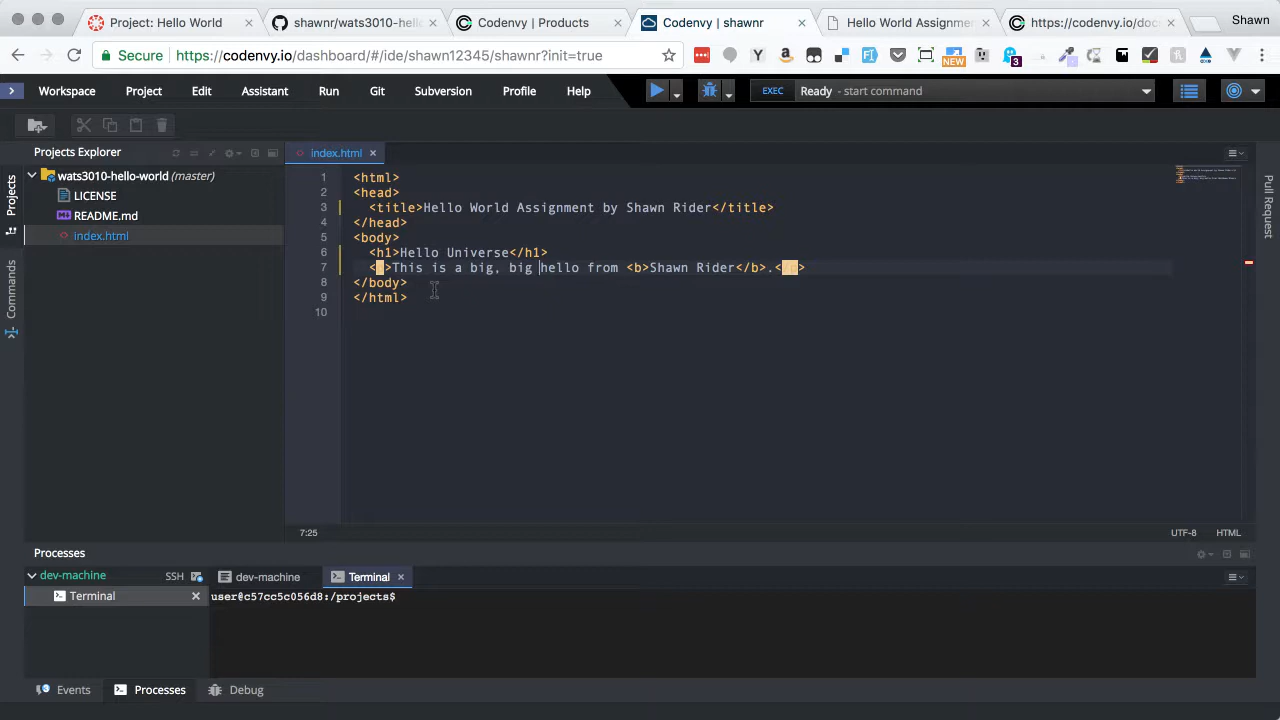 Project: Hello World
shawnr/wats3010-hell
Codenvy | Products
Codenvy | shawnr
Hello World Assignme
https://codenvy.io/doc
Shawn
Secure https://codenvy.io/dashboard/#/ide/shawn12345/shawnr?init=true
NEW
3
Workspace Project Edit Assistant Run Git Subversion Profile Help
EXEC Ready - start command
Projects Explorer
index.html
wats3010-hello-world (master)
LICENSE
README.md
index.html
Projects
Commands
Pull Request
1 <html>
2 <head>
3 <title>Hello World Assignment by Shawn Rider</title>
4 </head>
5 <body>
6 <h1>Hello Universe</h1>
7 <p>This is a big, big hello from <b>Shawn Rider</b>.</p>
8 </body>
9 </html>
10
7:25 UTF-8 HTML
Processes
dev-machine SSH
Terminal
dev-machine
Terminal
user@c57cc5c056d8:/projects$
Events Processes Debug